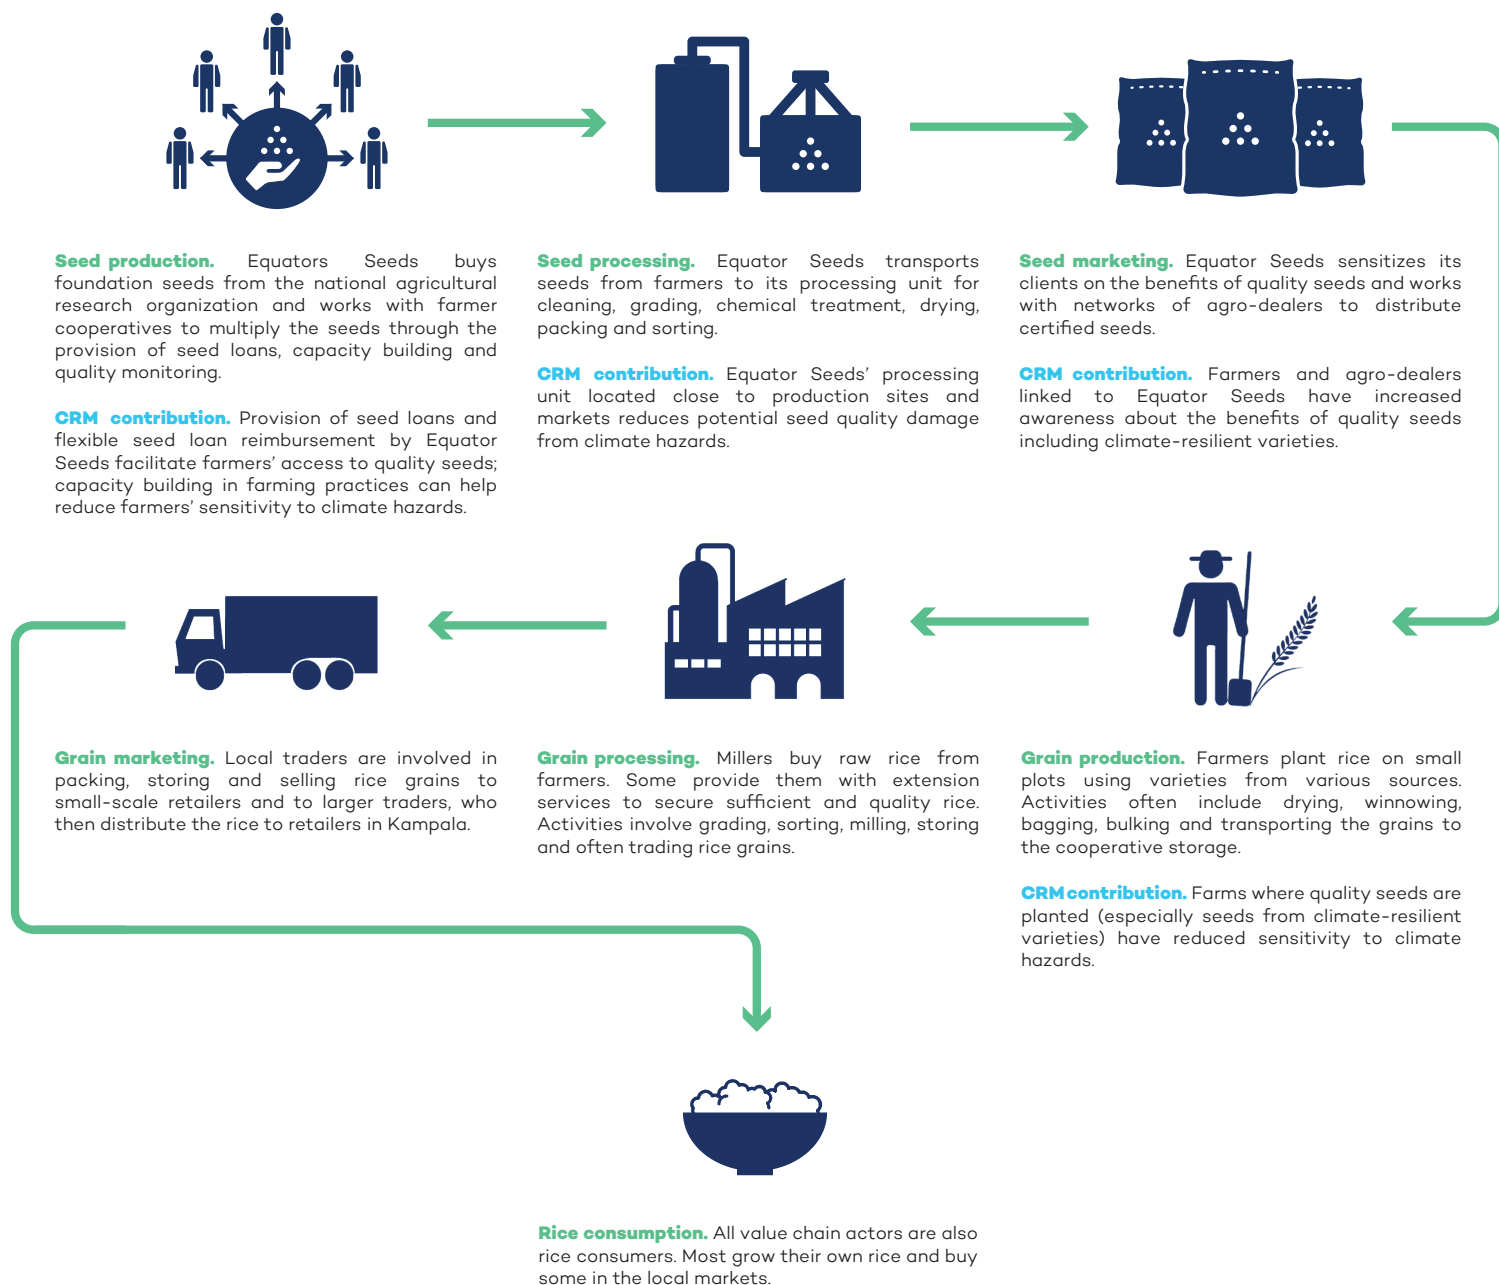 Seed production. Equators Seeds buys
foundation seeds from the national agricultural
research organization and works with farmer
cooperatives to multiply the seeds through the
provision of seed loans, capacity building and
quality monitoring.
CRM contribution. Provision of seed loans and
flexible seed loan reimbursement by Equator
Seeds facilitate farmers' access to quality seeds;
capacity building in farming practices can help
reduce farmers' sensitivity to climate hazards.
Seed processing. Equator Seeds transports
seeds from farmers to its processing unit for
cleaning, grading, chemical treatment, drying,
packing and sorting.
CRM contribution. Equator Seeds' processing
unit located close to production sites and
markets reduces potential seed quality damage
from climate hazards.
Seed marketing. Equator Seeds sensitizes its
clients on the benefits of quality seeds and works
with networks of agro-dealers to distribute
certified seeds.
CRM contribution. Farmers and agro-dealers
linked to Equator Seeds have increased
awareness about the benefits of quality seeds
including climate-resilient varieties.
Grain production. Farmers plant rice on small
plots using varieties from various sources.
Activities often include drying, winnowing,
bagging, bulking and transporting the grains to
the cooperative storage.
CRM contribution. Farms where quality seeds are
planted (especially seeds from climate-resilient
varieties) have reduced sensitivity to climate
hazards.
Grain processing. Millers buy raw rice from
farmers. Some provide them with extension
services to secure sufficient and quality rice.
Activities involve grading, sorting, milling, storing
and often trading rice grains.
Grain marketing. Local traders are involved in
packing, storing and selling rice grains to
small-scale retailers and to larger traders, who
then distribute the rice to retailers in Kampala.
Rice consumption. All value chain actors are also
rice consumers. Most grow their own rice and buy
some in the local markets.